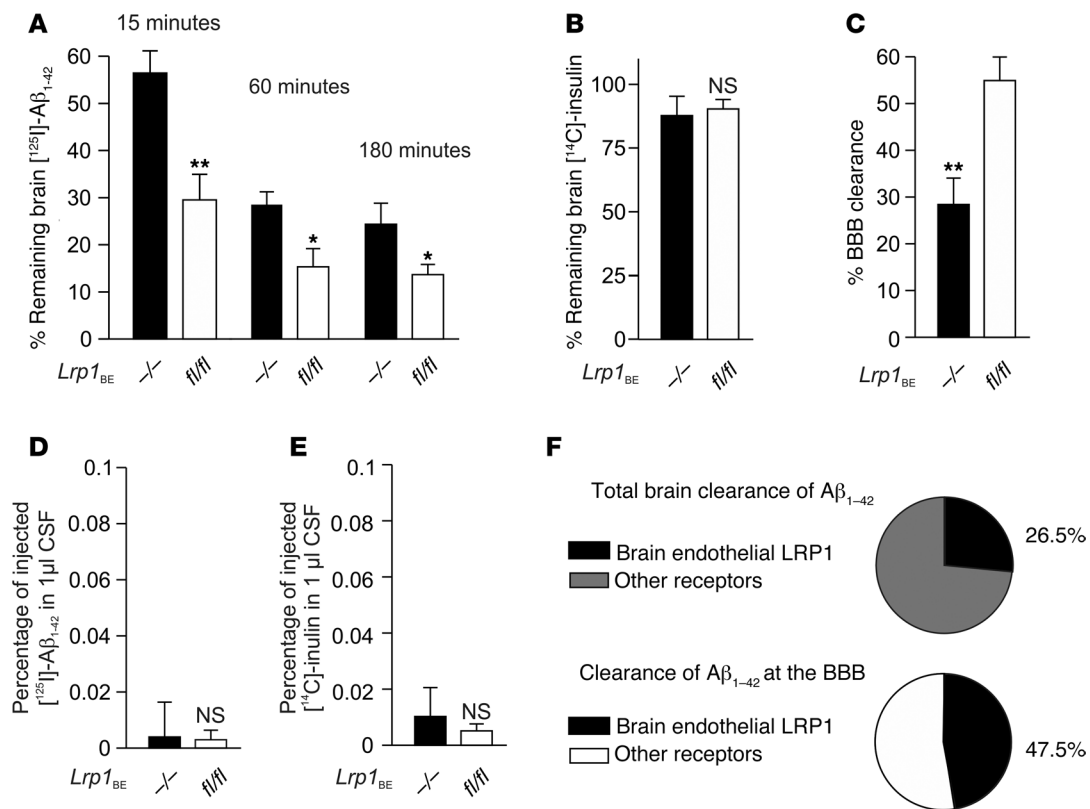 A
15 minutes
60 minutes
180 minutes
% Remaining brain [¹²⁵I]-Aβ₁₋₄₂
60
50
40
30
20
10
0
**
*
*
Lrp1BE
–/–
fl/fl
–/–
fl/fl
–/–
fl/fl
B
% Remaining brain [¹⁴C]-insulin
100
75
50
25
0
NS
Lrp1BE
–/–
fl/fl
C
% BBB clearance
60
50
40
30
20
10
0
**
Lrp1BE
–/–
fl/fl
D
Percentage of injected
[¹²⁵I]-Aβ₁₋₄₂ in 1µl CSF
0.1
0.08
0.06
0.04
0.02
0
NS
Lrp1BE
–/–
fl/fl
E
Percentage of injected
[¹⁴C]-inulin in 1 µl CSF
0.1
0.08
0.06
0.04
0.02
0
NS
Lrp1BE
–/–
fl/fl
F
Total brain clearance of Aβ₁₋₄₂
Brain endothelial LRP1
Other receptors
26.5%
Clearance of Aβ₁₋₄₂ at the BBB
Brain endothelial LRP1
Other receptors
47.5%